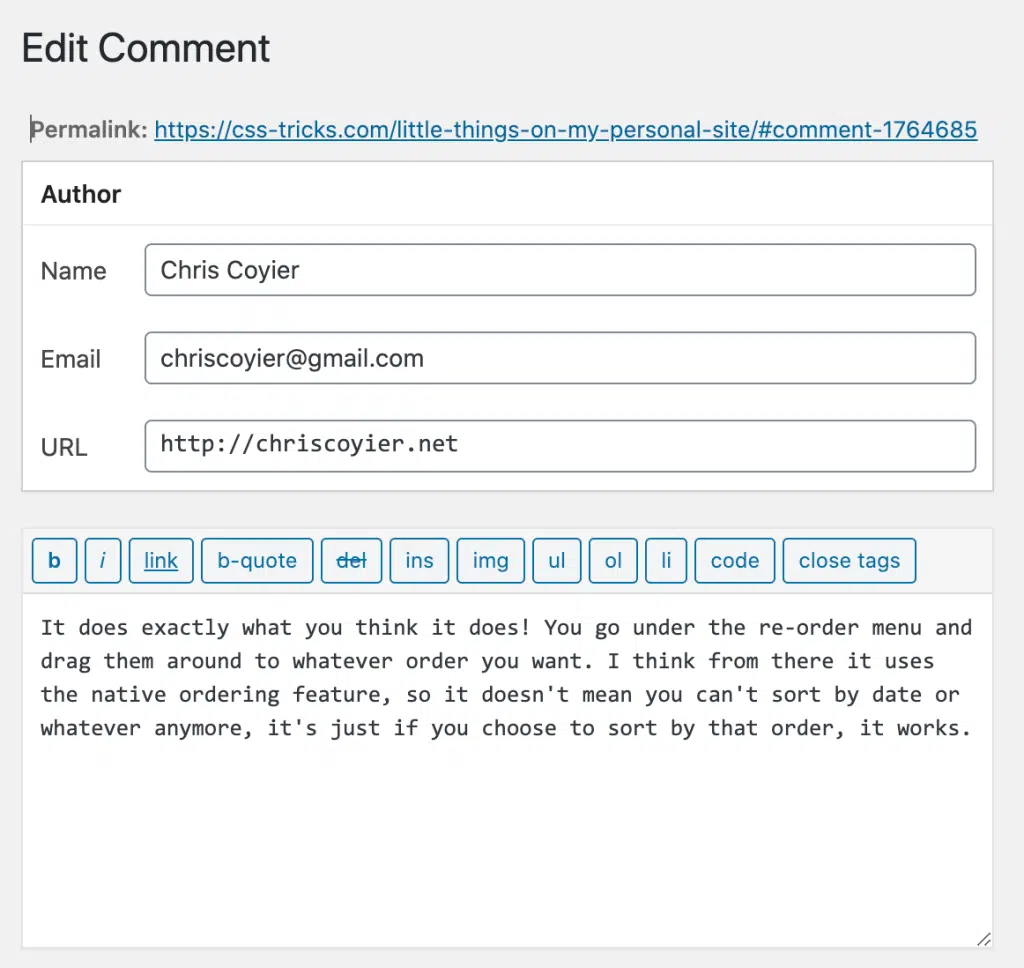 Edit Comment
Permalink: https://css-tricks.com/little-things-on-my-personal-site/#comment-1764685
Author
Name Chris Coyier
Email chriscoyier@gmail.com
URL http://chriscoyier.net
b i link b-quote del ins img ul ol li code close tags
It does exactly what you think it does! You go under the re-order menu and
drag them around to whatever order you want. I think from there it uses
the native ordering feature, so it doesn't mean you can't sort by date or
whatever anymore, it's just if you choose to sort by that order, it works.